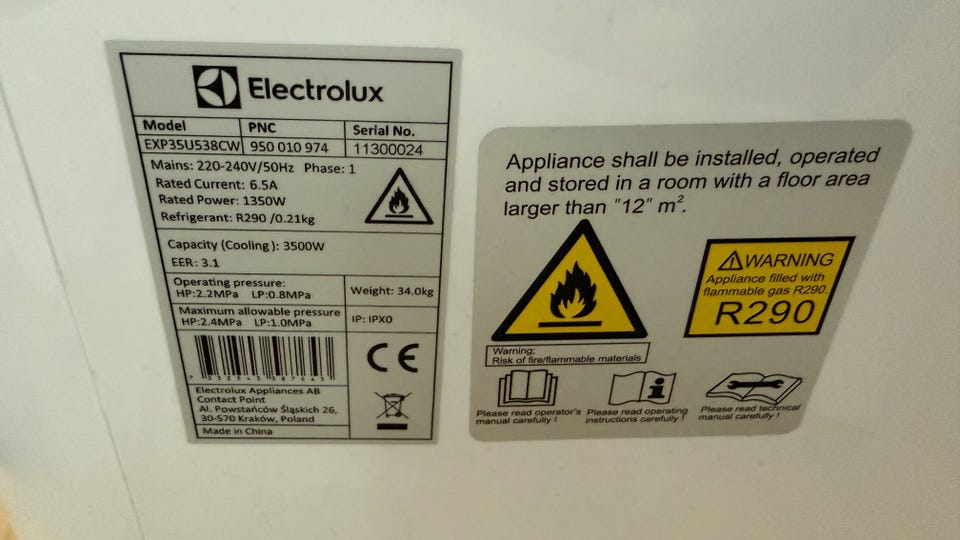 Electrolux
Model PNC Serial No.
EXP35U538CW 950 010 974 11300024
Mains: 220-240V/50Hz Phase: 1
Rated Current: 6.5A
Rated Power: 1350W
Refrigerant: R290 /0.21kg
Capacity (Cooling): 3500W
EER: 3.1
Operating pressure:
HP:2.2MPa LP:0.8MPa
Weight: 34.0kg
Maximum allowable pressure
HP:2.4MPa LP:1.0MPa
IP: IPX0
CE
Electrolux Appliances AB
Contact Point
Al. Powstańców Śląskich 26,
30-570 Kraków, Poland
Made in China
Appliance shall be installed, operated
and stored in a room with a floor area
larger than "12" m².
WARNING
Appliance filled with
flammable gas R290.
R290
Warning;
Risk of fire/flammable materials
Please read operator's
manual carefully !
Please read operating
instructions carefully !
Please read technical
manual carefully !